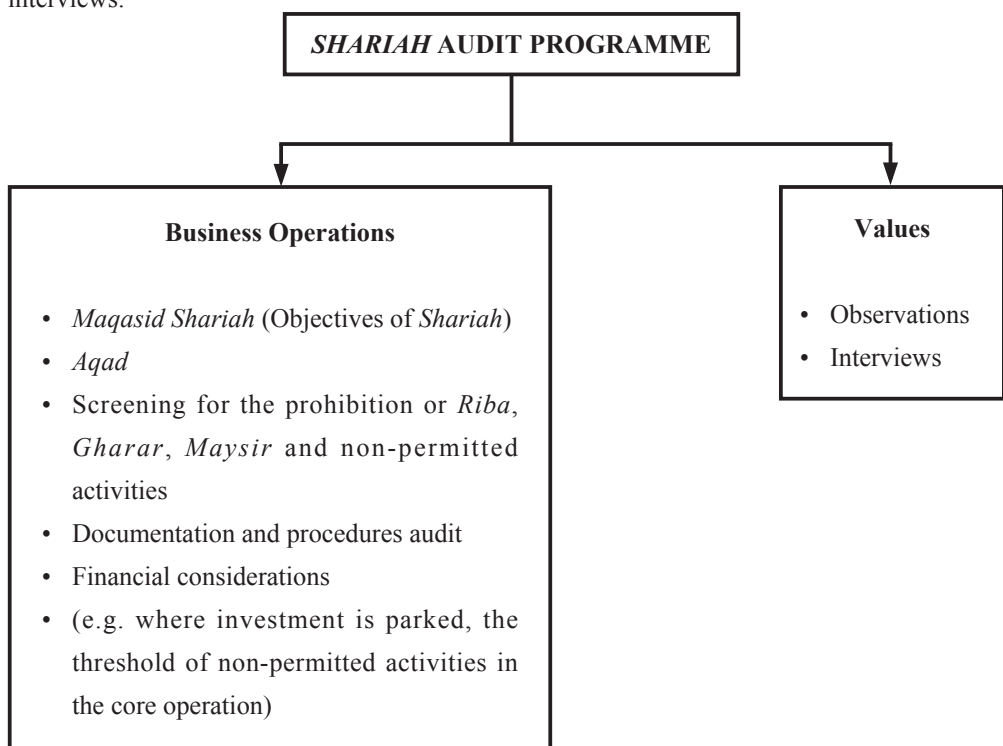 interviews.
SHARIAH AUDIT PROGRAMME
Business Operations
• Maqasid Shariah (Objectives of Shariah)
• Aqad
• Screening for the prohibition or Riba,
Gharar, Maysir and non-permitted
activities
• Documentation and procedures audit
• Financial considerations
• (e.g. where investment is parked, the
threshold of non-permitted activities in
the core operation)
Values
• Observations
• Interviews